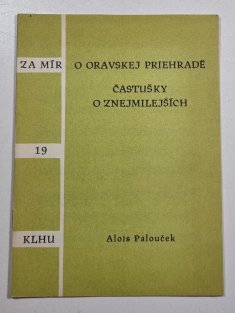 ZA MÍR
O ORAVSKEJ PRIEHRADĚ
ČASTUŠKY
O ZNEJMILEJŠÍCH
19
KLHU
Alois Palouček